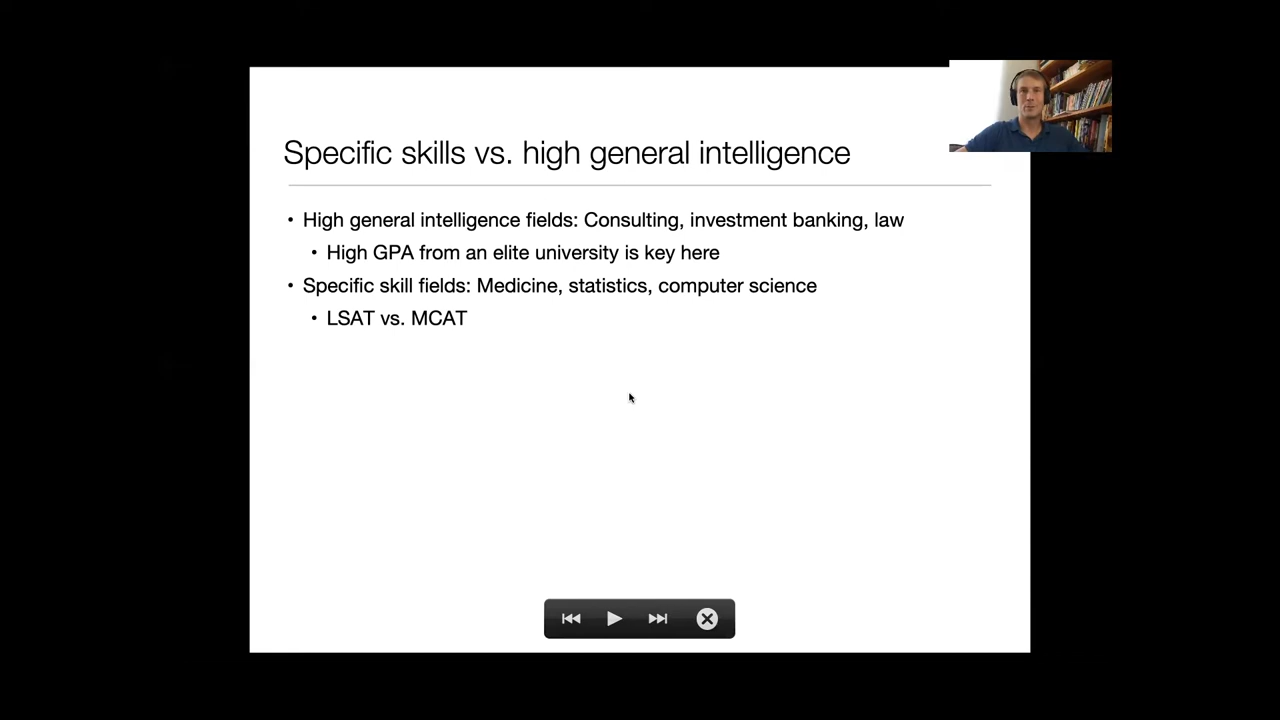 Specific skills vs. high general intelligence
• High general intelligence fields: Consulting, investment banking, law
• High GPA from an elite university is key here
• Specific skill fields: Medicine, statistics, computer science
• LSAT vs. MCAT